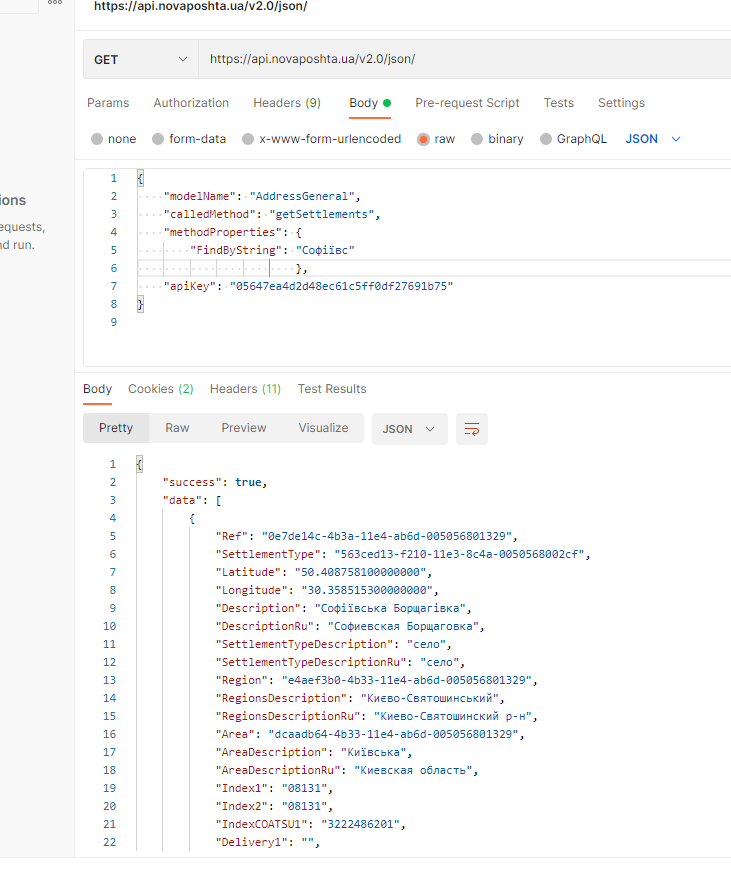 https://api.novaposhta.ua/v2.0/json/
GET https://api.novaposhta.ua/v2.0/json/
Params Authorization Headers (9) Body Pre-request Script Tests Settings
none form-data x-www-form-urlencoded raw binary GraphQL JSON
ions
equests,
nd run.
1 {
2 "modelName": "AddressGeneral",
3 "calledMethod": "getSettlements",
4 "methodProperties": {
5 "FindByString": "Софіївс"
6 },
7 "apiKey": "05647ea4d2d48ec61c5ff0df27691b75"
8 }
9
Body Cookies (2) Headers (11) Test Results
Pretty Raw Preview Visualize JSON
1 {
2 "success": true,
3 "data": [
4 {
5 "Ref": "0e7de14c-4b3a-11e4-ab6d-005056801329",
6 "SettlementType": "563ced13-f210-11e3-8c4a-0050568002cf",
7 "Latitude": "50.408758100000000",
8 "Longitude": "30.358515300000000",
9 "Description": "Софіївська Борщагівка",
10 "DescriptionRu": "Софиевская Борщаговка",
11 "SettlementTypeDescription": "село",
12 "SettlementTypeDescriptionRu": "село",
13 "Region": "e4aef3b0-4b33-11e4-ab6d-005056801329",
14 "RegionsDescription": "Києво-Святошинський",
15 "RegionsDescriptionRu": "Киево-Святошинский р-н",
16 "Area": "dcaadb64-4b33-11e4-ab6d-005056801329",
17 "AreaDescription": "Київська",
18 "AreaDescriptionRu": "Киевская область",
19 "Index1": "08131",
20 "Index2": "08131",
21 "IndexCOATSU1": "3222486201",
22 "Delivery1": "",